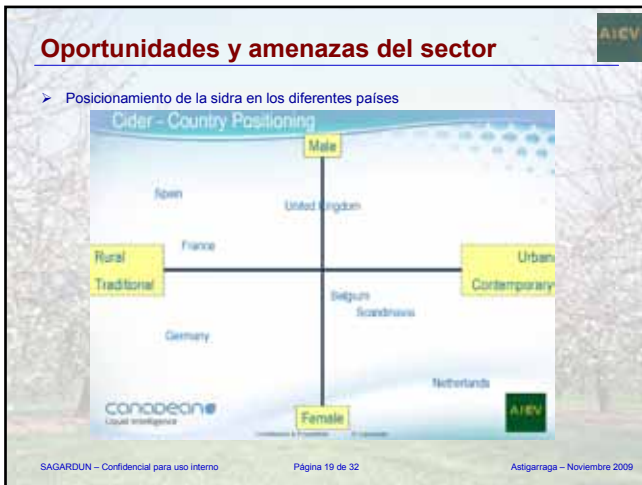 Oportunidades y amenazas del sector
AICV
➢ Posicionamiento de la sidra en los diferentes países
Cider - Country Positioning
Male
Spain
United Kingdom
France
Rural
Traditional
Urban
Contemporary
Belgium
Scandinavia
Germany
Netherlands
canadean
Liquid Intelligence
Female
AICV
SAGARDUN – Confidencial para uso interno
Página 19 de 32
Astigarraga – Noviembre 2009